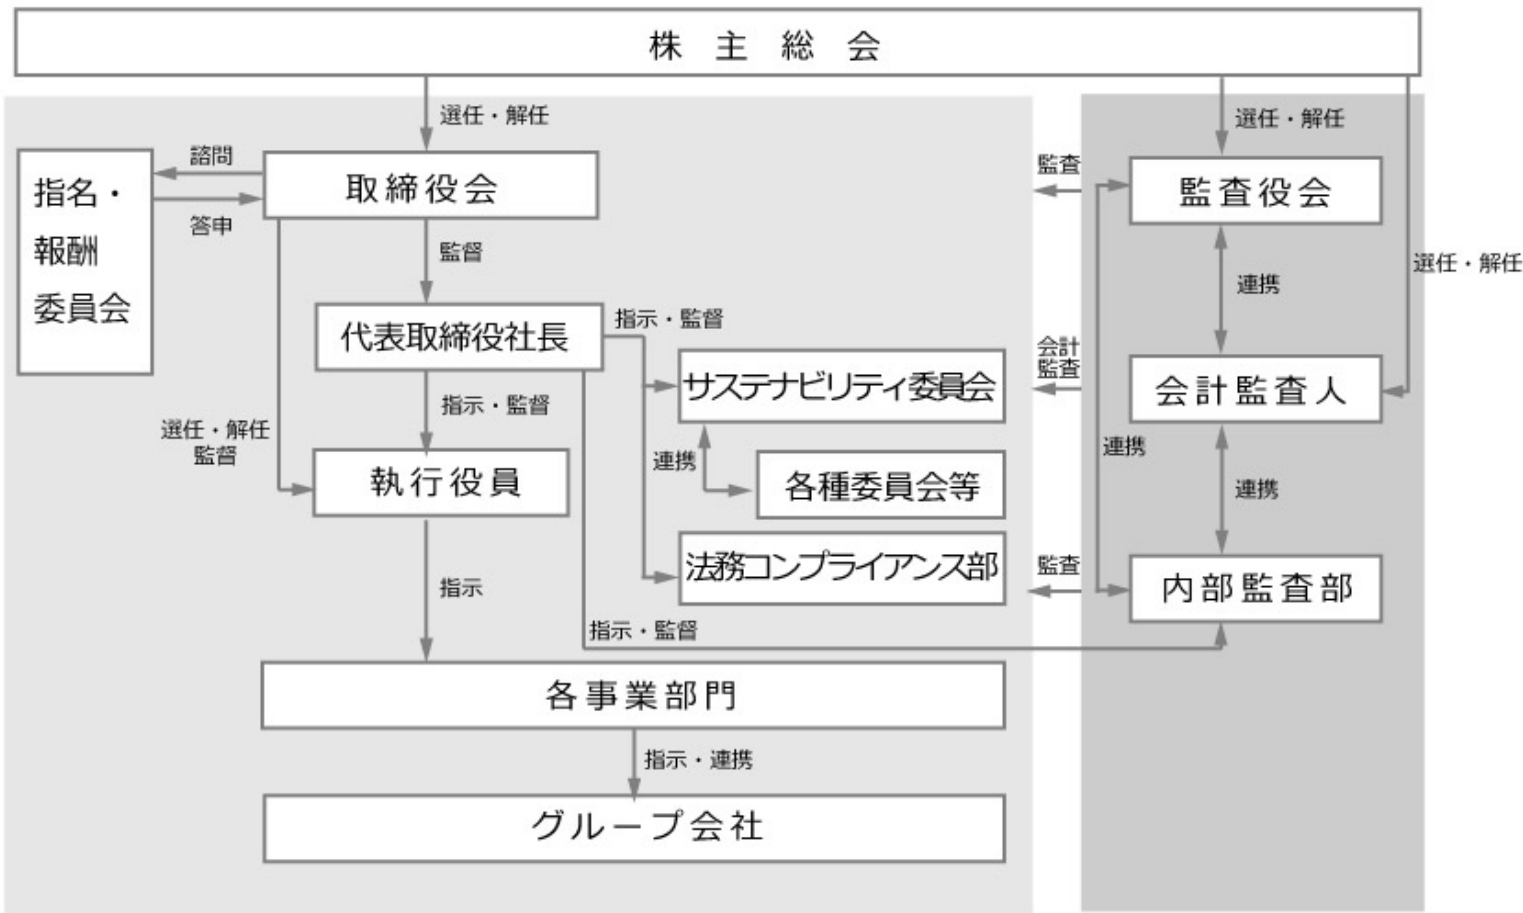 株主総会
選任・解任
選任・解任
諮問
取締役会
監査
監査役会
指名・
報酬
委員会
答申
監督
連携
選任・解任
代表取締役社長
指示・監督
会計
監査
サステナビリティ委員会
会計監査人
指示・監督
選任・解任
監督
連携
連携
執行役員
各種委員会等
連携
法務コンプライアンス部
監査
内部監査部
指示
指示・監督
各事業部門
指示・連携
グループ会社